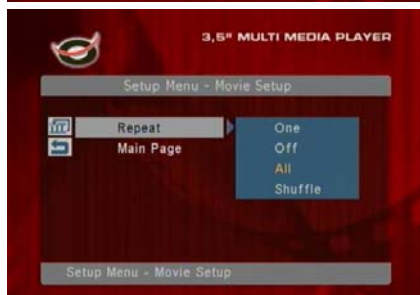 3,5" MULTI MEDIA PLAYER
Setup Menu - Movie Setup
Repeat
Main Page
One
Off
All
Shuffle
Setup Menu - Movie Setup